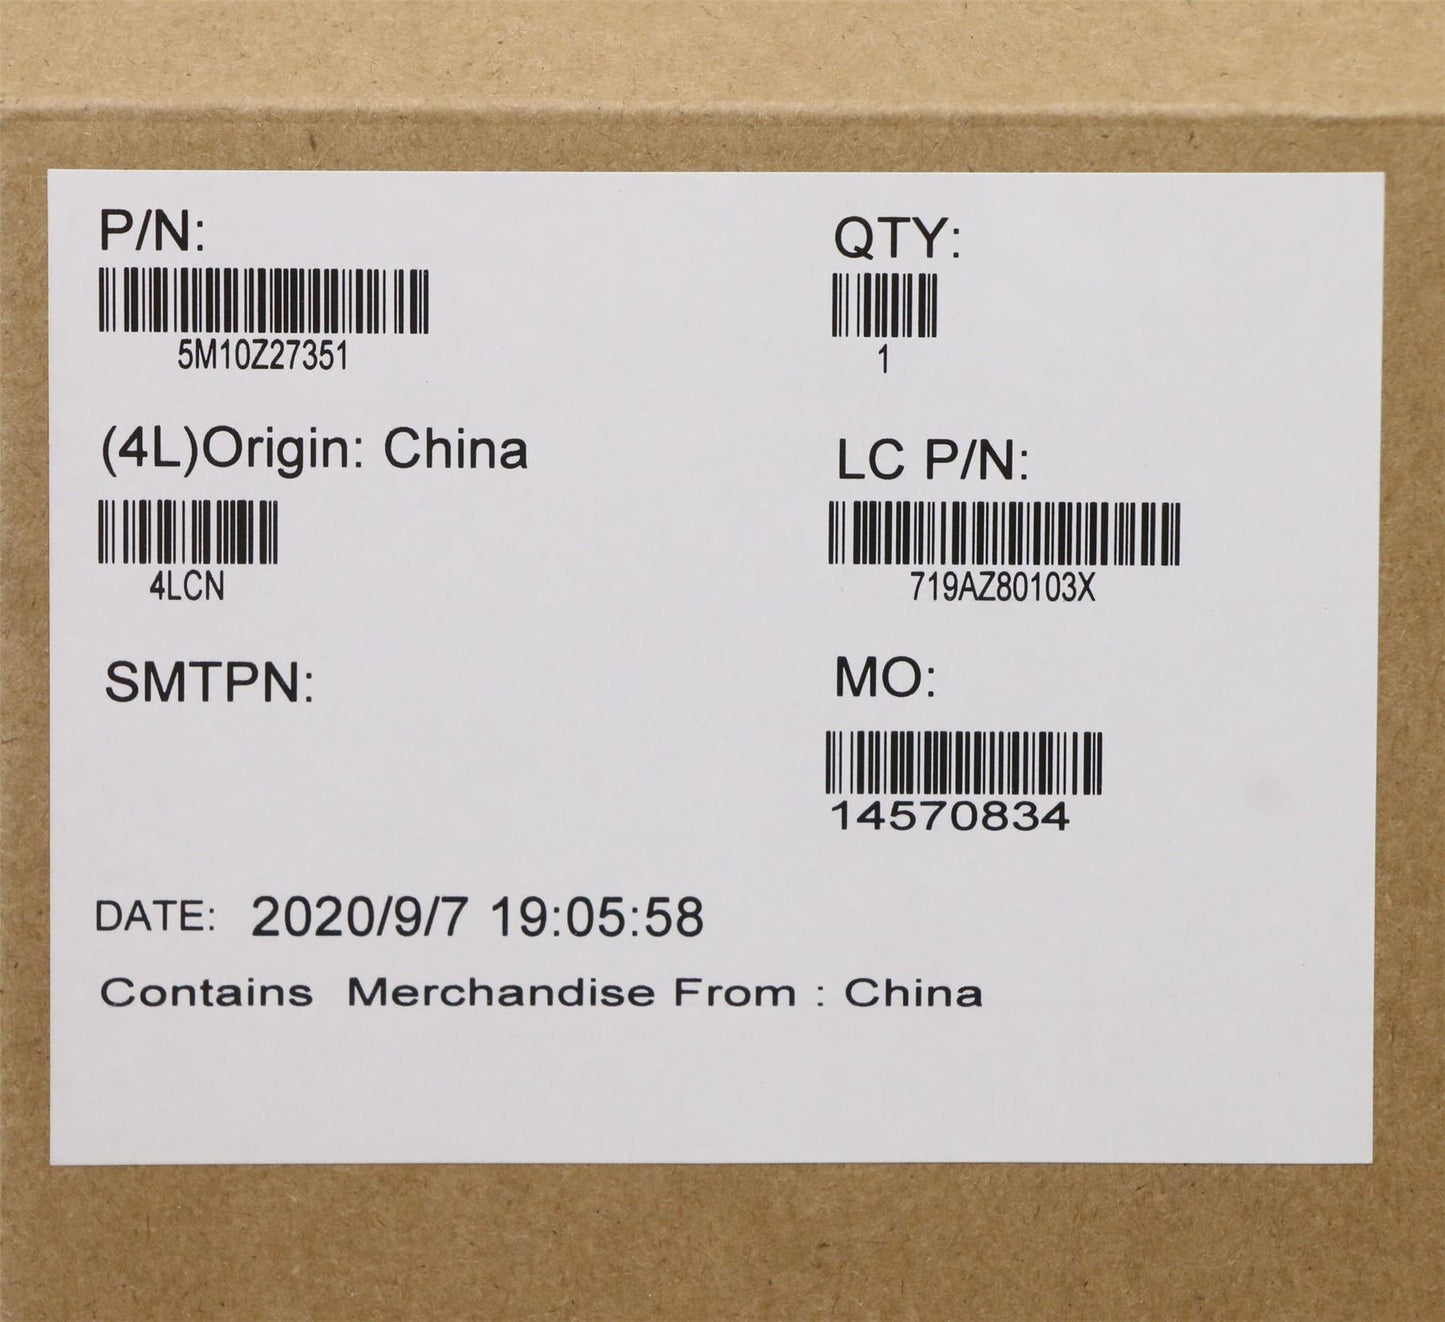 P/N:
5M10Z27351
QTY:
1
(4L)Origin: China
4LCN
LC P/N:
719AZ80103X
SMTPN:
MO:
14570834
DATE: 2020/9/7 19:05:58
Contains Merchandise From : China